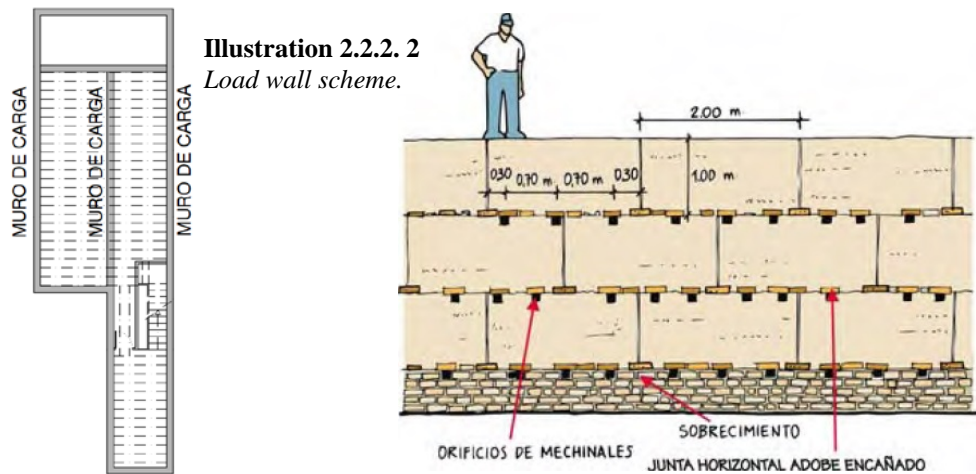 MURO DE CARGA
MURO DE CARGA
MURO DE CARGA
Illustration 2.2.2. 2
Load wall scheme.
2.00 m.
0,30 0,70 m. 0,70 m. 0.30
1.00 m.
ORIFICIOS DE MECHINALES
SOBRECIMIENTO
JUNTA HORIZONTAL ADOBE ENCAÑADO